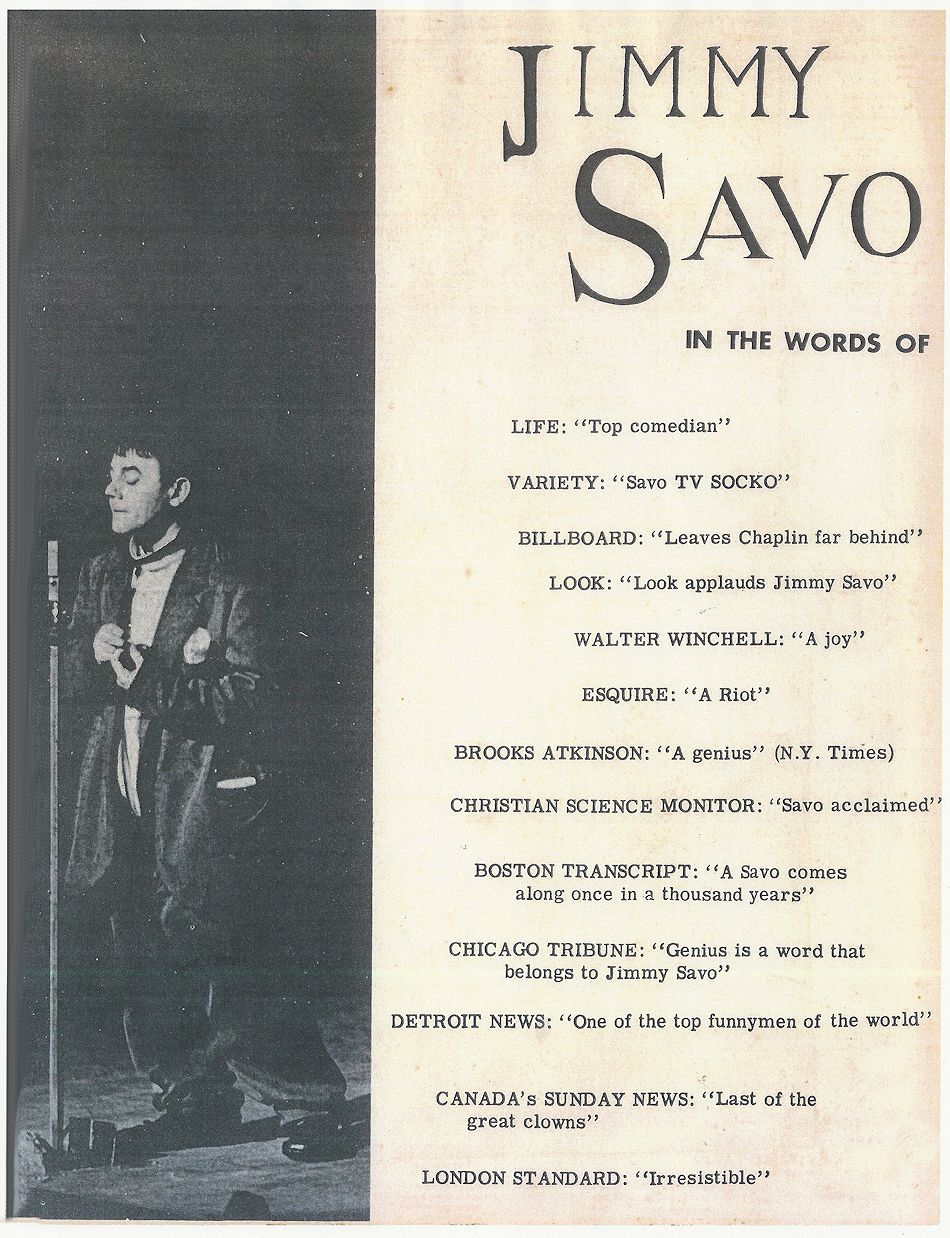 JIMMY
SAVO
IN THE WORDS OF
LIFE: “Top comedian”
VARIETY: “Savo TV SOCKO”
BILLBOARD: “Leaves Chaplin far behind”
LOOK: “Look applauds Jimmy Savo”
WALTER WINCHELL: “A joy”
ESQUIRE: “A Riot”
BROOKS ATKINSON: “A genius” (N.Y. Times)
CHRISTIAN SCIENCE MONITOR: “Savo acclaimed”
BOSTON TRANSCRIPT: “A Savo comes
along once in a thousand years”
CHICAGO TRIBUNE: “Genius is a word that
belongs to Jimmy Savo”
DETROIT NEWS: “One of the top funnymen of the world”
CANADA's SUNDAY NEWS: “Last of the
great clowns”
LONDON STANDARD: “Irresistible”